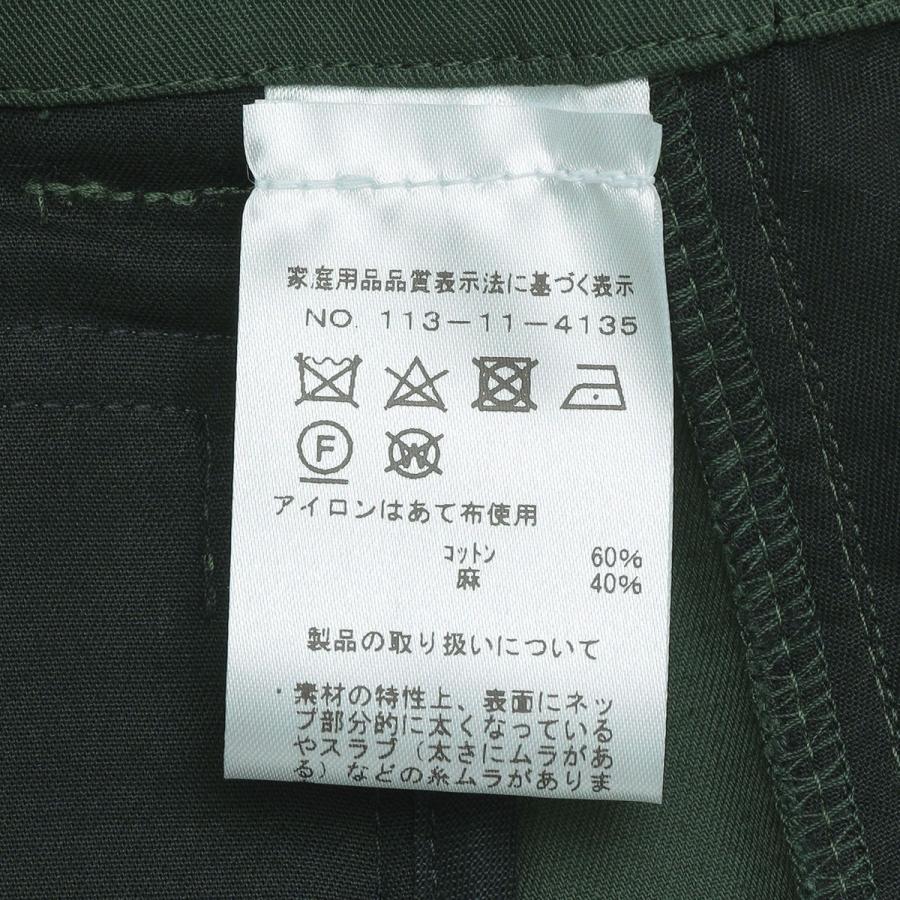 家庭用品品質表示法に基づく表示
NO. 113-11-4135
F
W
アイロンはあて布使用
コットン 60%
麻 40%
製品の取り扱いについて
・素材の特性上、表面にネッ
プ部分的に太くなっている
やスラブ（太さにムラがあ
る）などの糸ムラがありま